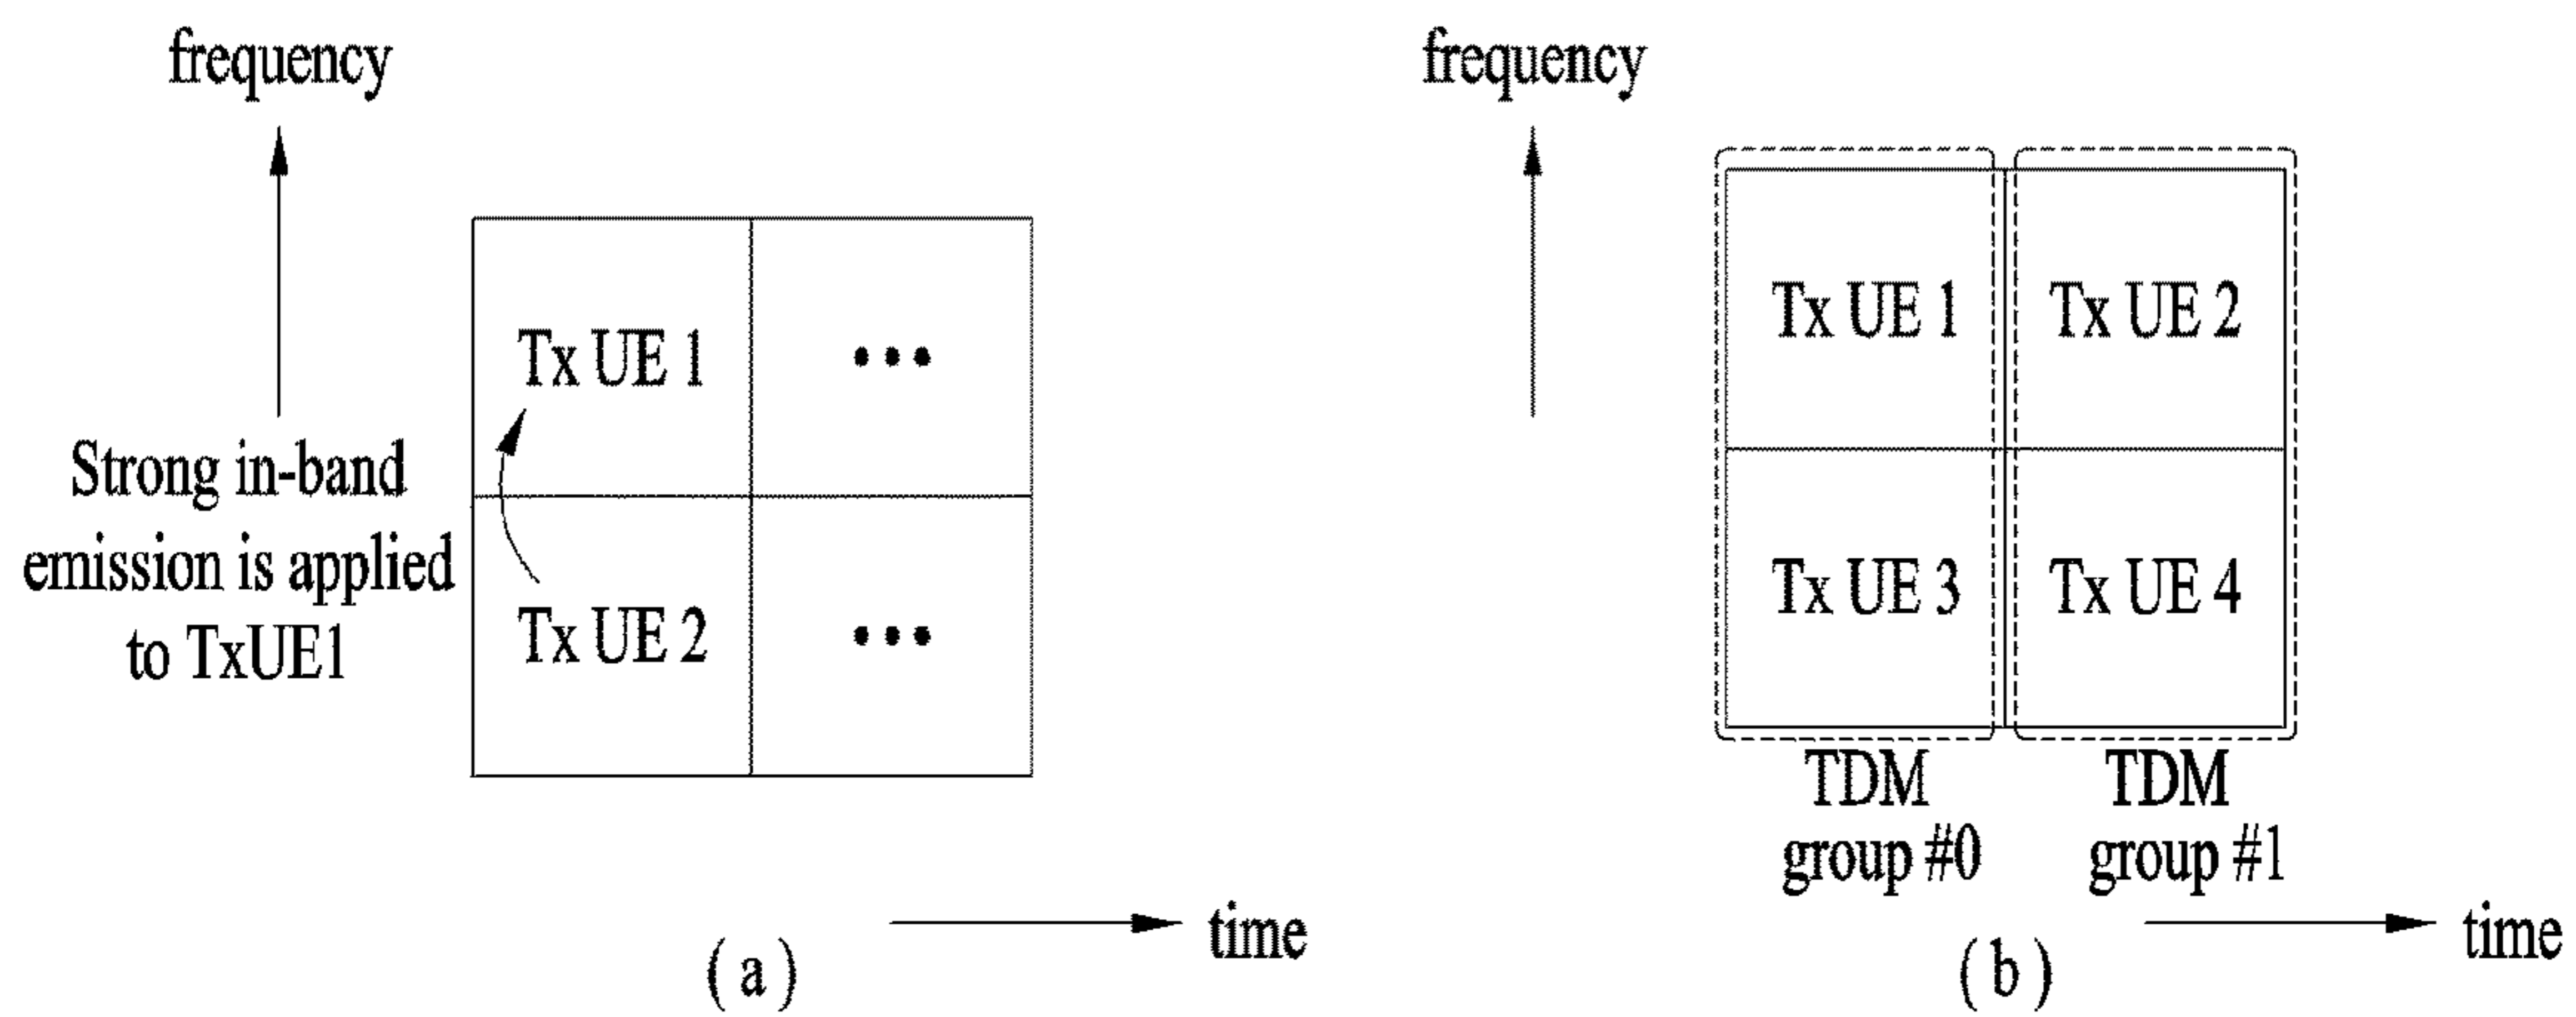 frequency
Strong in-band
emission is applied
to TxUE1
Tx UE 1
•••
Tx UE 2
•••
time
(a)
frequency
Tx UE 1
Tx UE 2
Tx UE 3
Tx UE 4
TDM
group #0
TDM
group #1
time
(b)